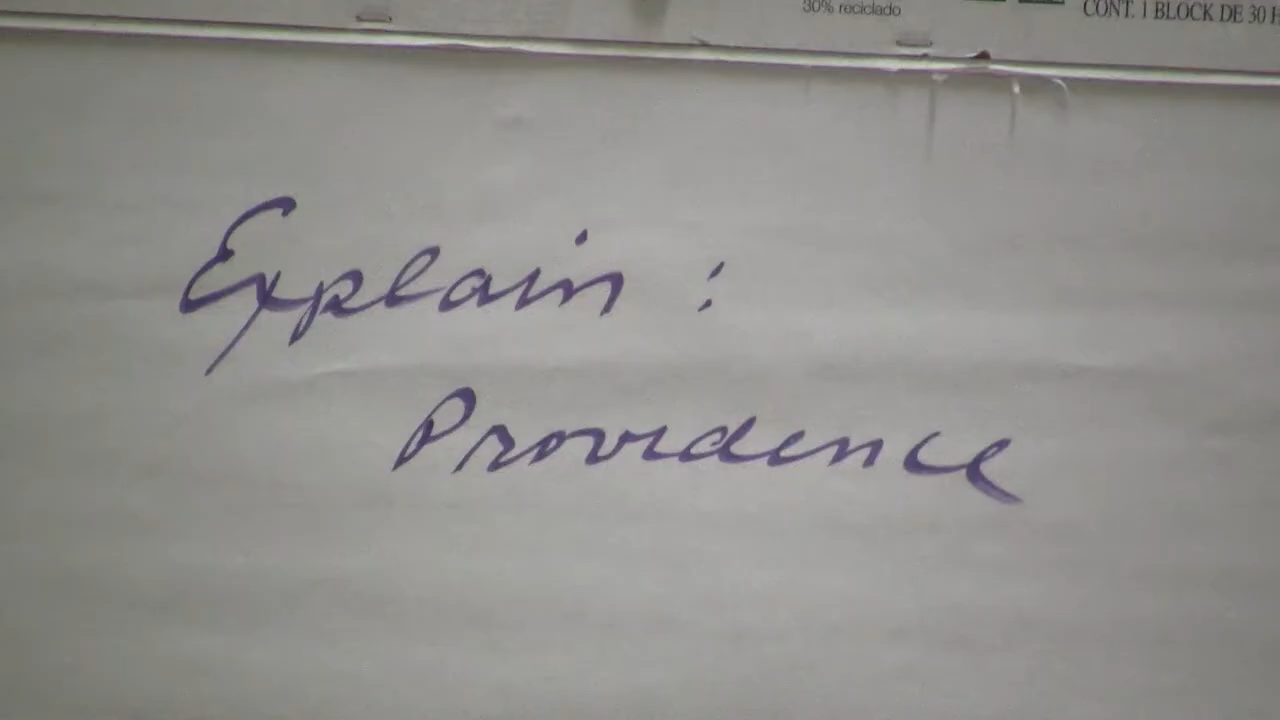 30% reciclado
CONT. 1 BLOCK DE 30 H
Explain :
Providence